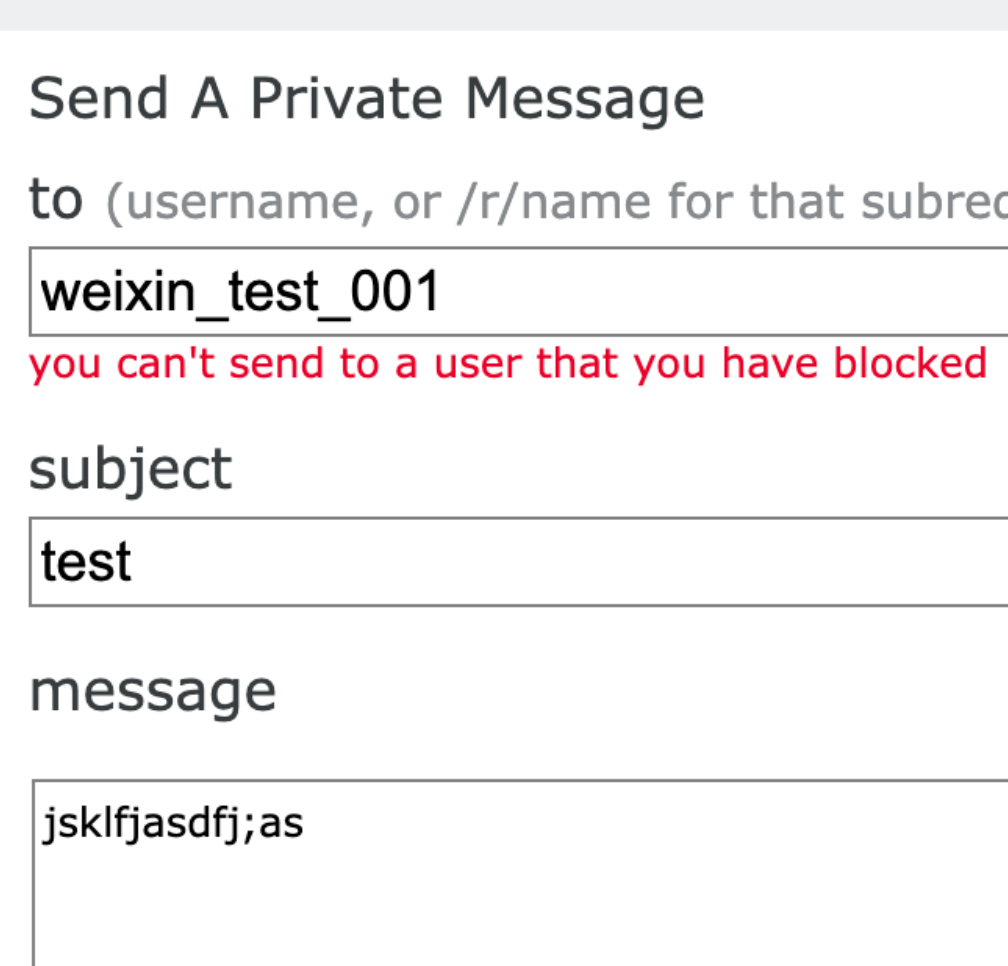 Send A Private Message
to (username, or /r/name for that subred
weixin_test_001
you can't send to a user that you have blocked
subject
test
message
jsklfjasdfj;as